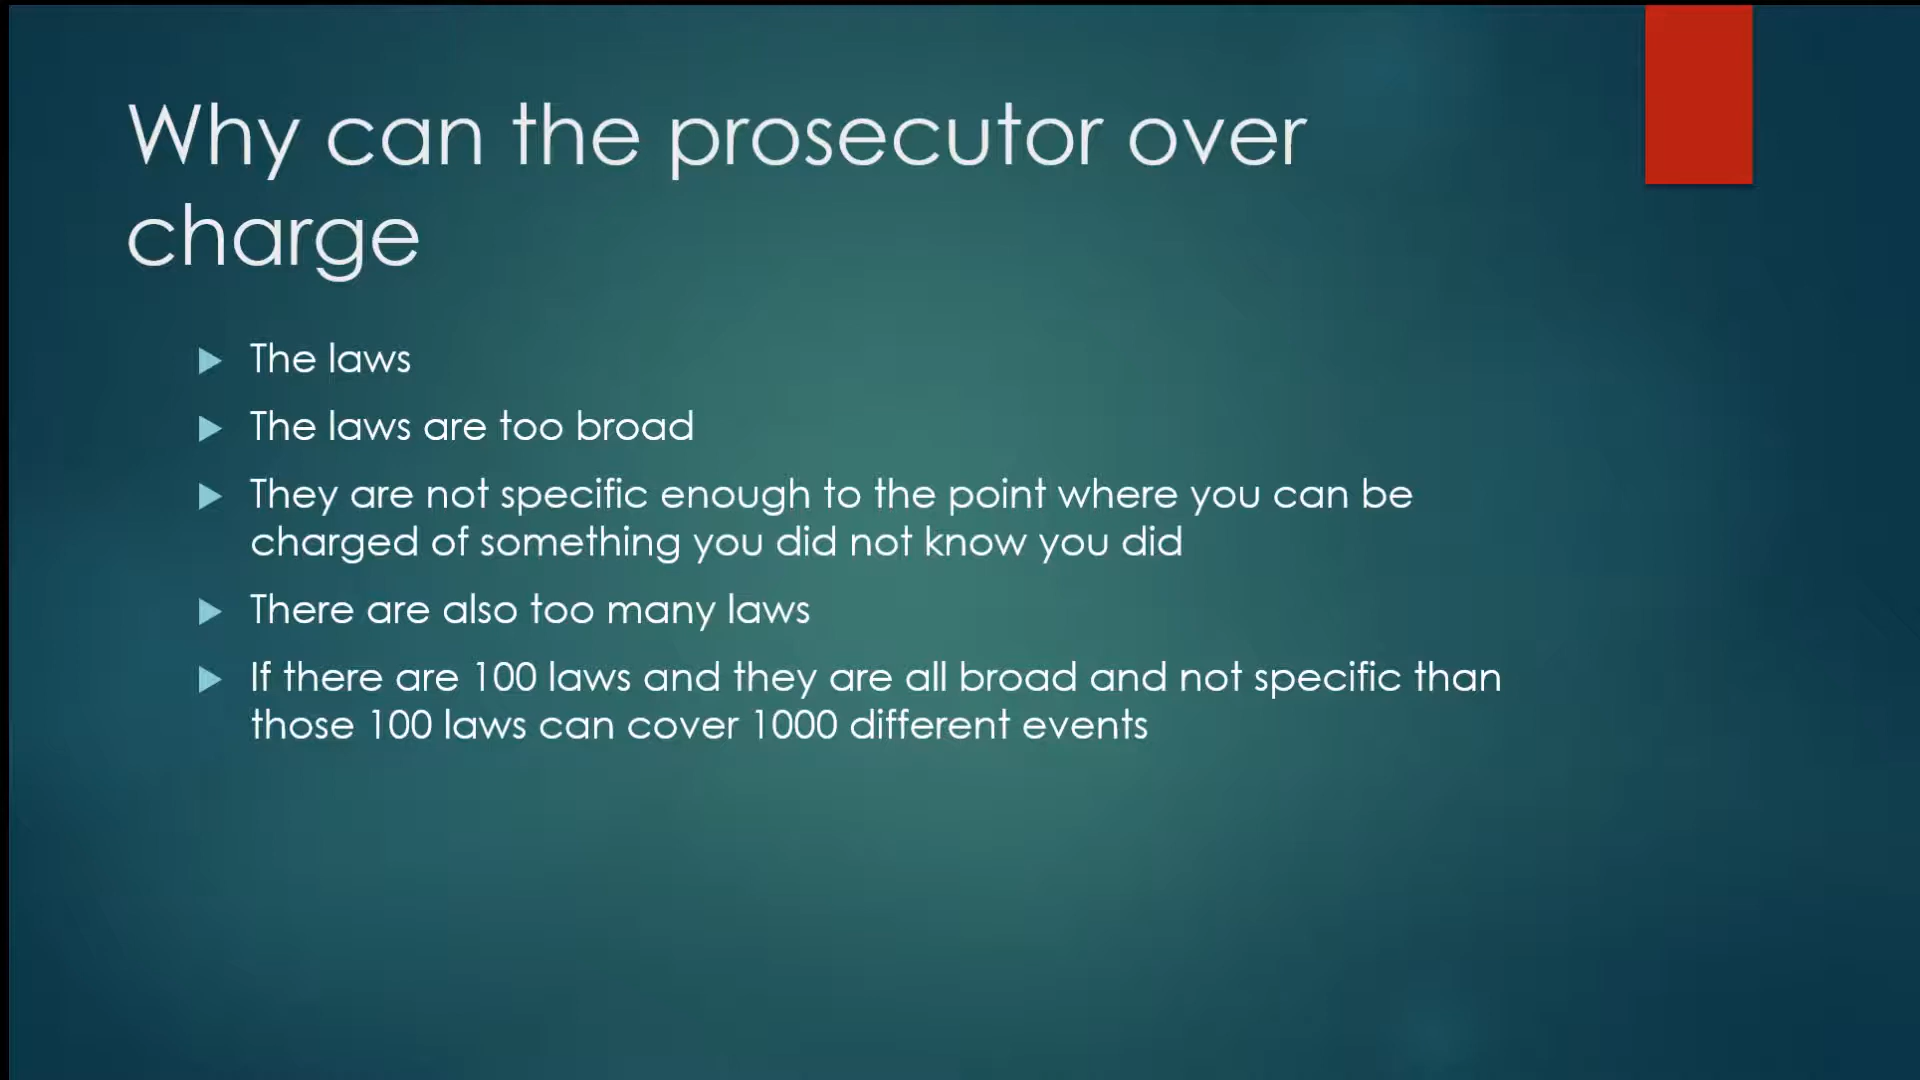 Why can the prosecutor over
charge
The laws
The laws are too broad
They are not specific enough to the point where you can be
charged of something you did not know you did
There are also too many laws
If there are 100 laws and they are all broad and not specific than
those 100 laws can cover 1000 different events